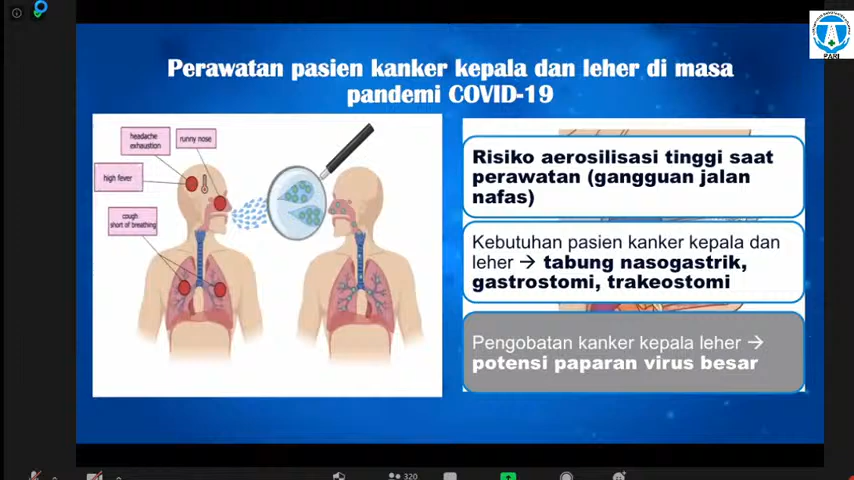 Perawatan pasien kanker kepala dan leher di masa
pandemi COVID-19
headache
exhaustion
runny nose
high fever
cough
short of breathing
Risiko aerosilisasi tinggi saat
perawatan (gangguan jalan
nafas)
Kebutuhan pasien kanker kepala dan
leher → tabung nasogastrik,
gastrostomi, trakeostomi
Pengobatan kanker kepala leher →
potensi paparan virus besar
PARI
320